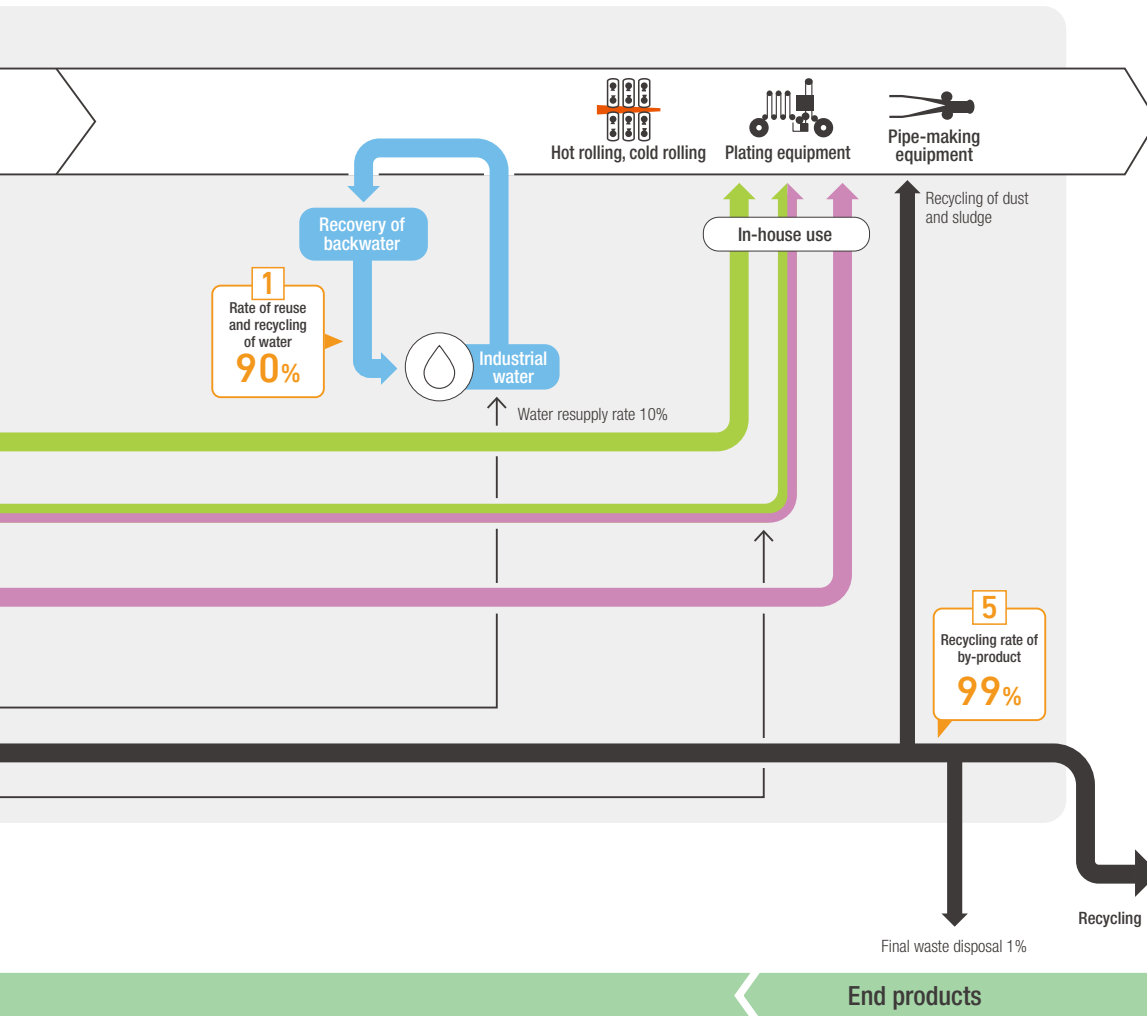 Hot rolling, cold rolling
Plating equipment
Pipe-making
equipment
Recycling of dust
and sludge
Recovery of
backwater
In-house use
1
Rate of reuse
and recycling
of water
90%
Industrial
water
Water resupply rate 10%
5
Recycling rate of
by-product
99%
Recycling
Final waste disposal 1%
End products